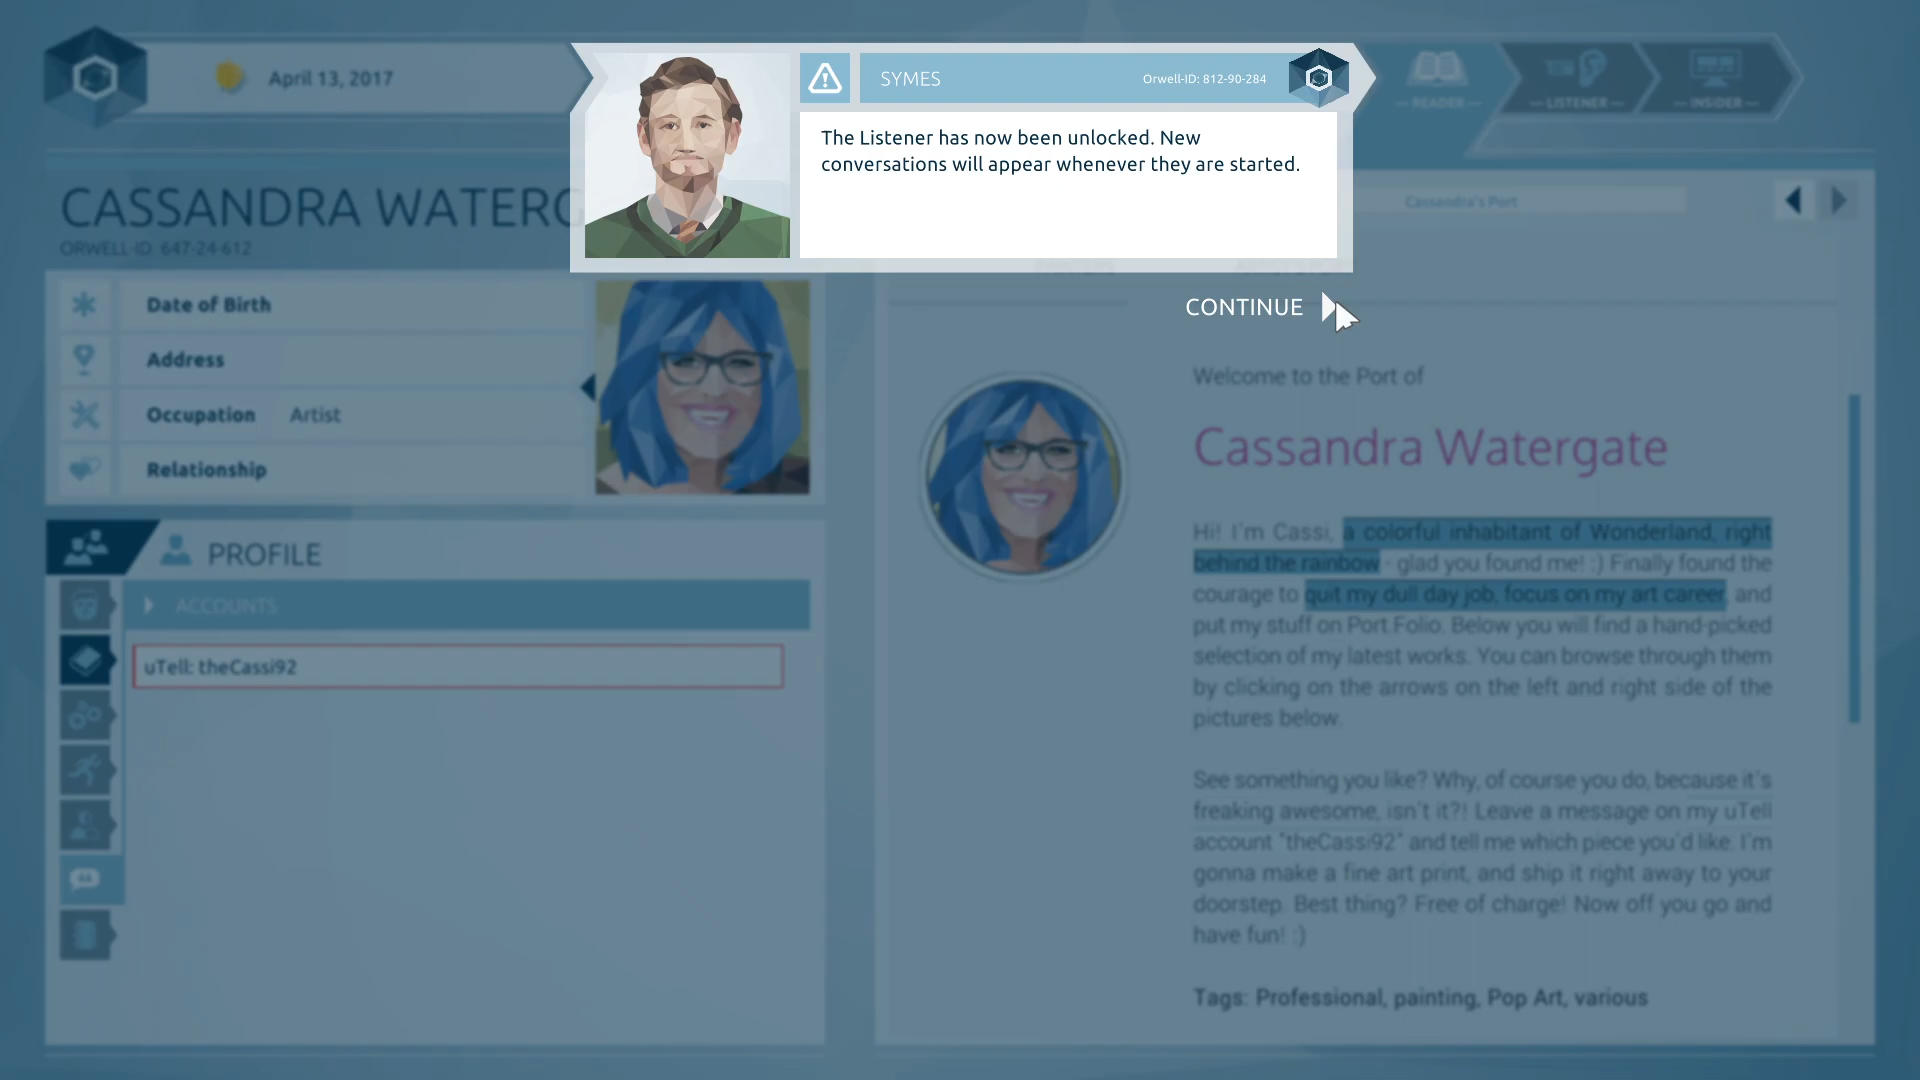 April 13, 2017
SYMES
Orwell-ID: 812-90-284
The Listener has now been unlocked. New
conversations will appear whenever they are started.
CONTINUE
READER
LISTENER
INSIDER
CASSANDRA WATERG
ORWELL-ID 647-24-612
Date of Birth
Address
Occupation Artist
Relationship
PROFILE
ACCOUNTS
uTell: theCassi92
Cassandra's Port
Welcome to the Port of
Cassandra Watergate
Hi! I'm Cassi, a colorful inhabitant of Wonderland, right
behind the rainbow - glad you found me! :) Finally found the
courage to quit my dull day job, focus on my art career, and
put my stuff on Port Folio. Below you will find a hand-picked
selection of my latest works. You can browse through them
by clicking on the arrows on the left and right side of the
pictures below.
See something you like? Why, of course you do, because it's
freaking awesome, isn't it?! Leave a message on my uTell
account "theCassi92" and tell me which piece you'd like. I'm
gonna make a fine art print, and ship it right away to your
doorstep. Best thing? Free of charge! Now off you go and
have fun! :)
Tags: Professional, painting, Pop Art, various